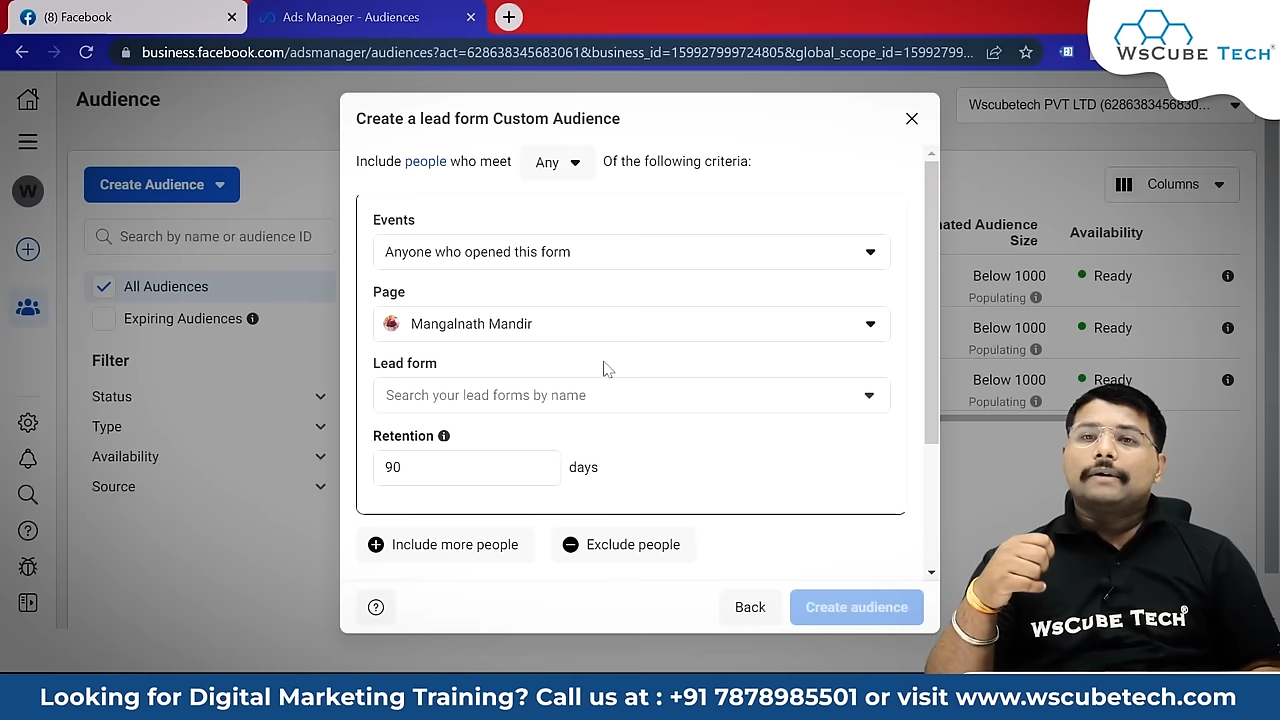 (8) Facebook
Ads Manager - Audiences
business.facebook.com/adsmanager/audiences?act=628638345683061&business_id=159927999724805&global_scope_id=15992799...
WsCube Tech®
Audience
Wscubetech PVT LTD (6286383456830...
Create Audience
Search by name or audience ID
All Audiences
Expiring Audiences
Filter
Status
Type
Availability
Source
W
Create a lead form Custom Audience
Include people who meet Any Of the following criteria:
Events
Anyone who opened this form
Page
Mangalnath Mandir
Lead form
Search your lead forms by name
Retention
90 days
Include more people
Exclude people
Back
Create audience
Columns
ated Audience
Size
Availability
Below 1000
Ready
Populating
Below 1000
Ready
Populating
Below 1000
Ready
Populating
WsCube Tech®
Looking for Digital Marketing Training? Call us at : +91 7878985501 or visit www.wscubetech.com